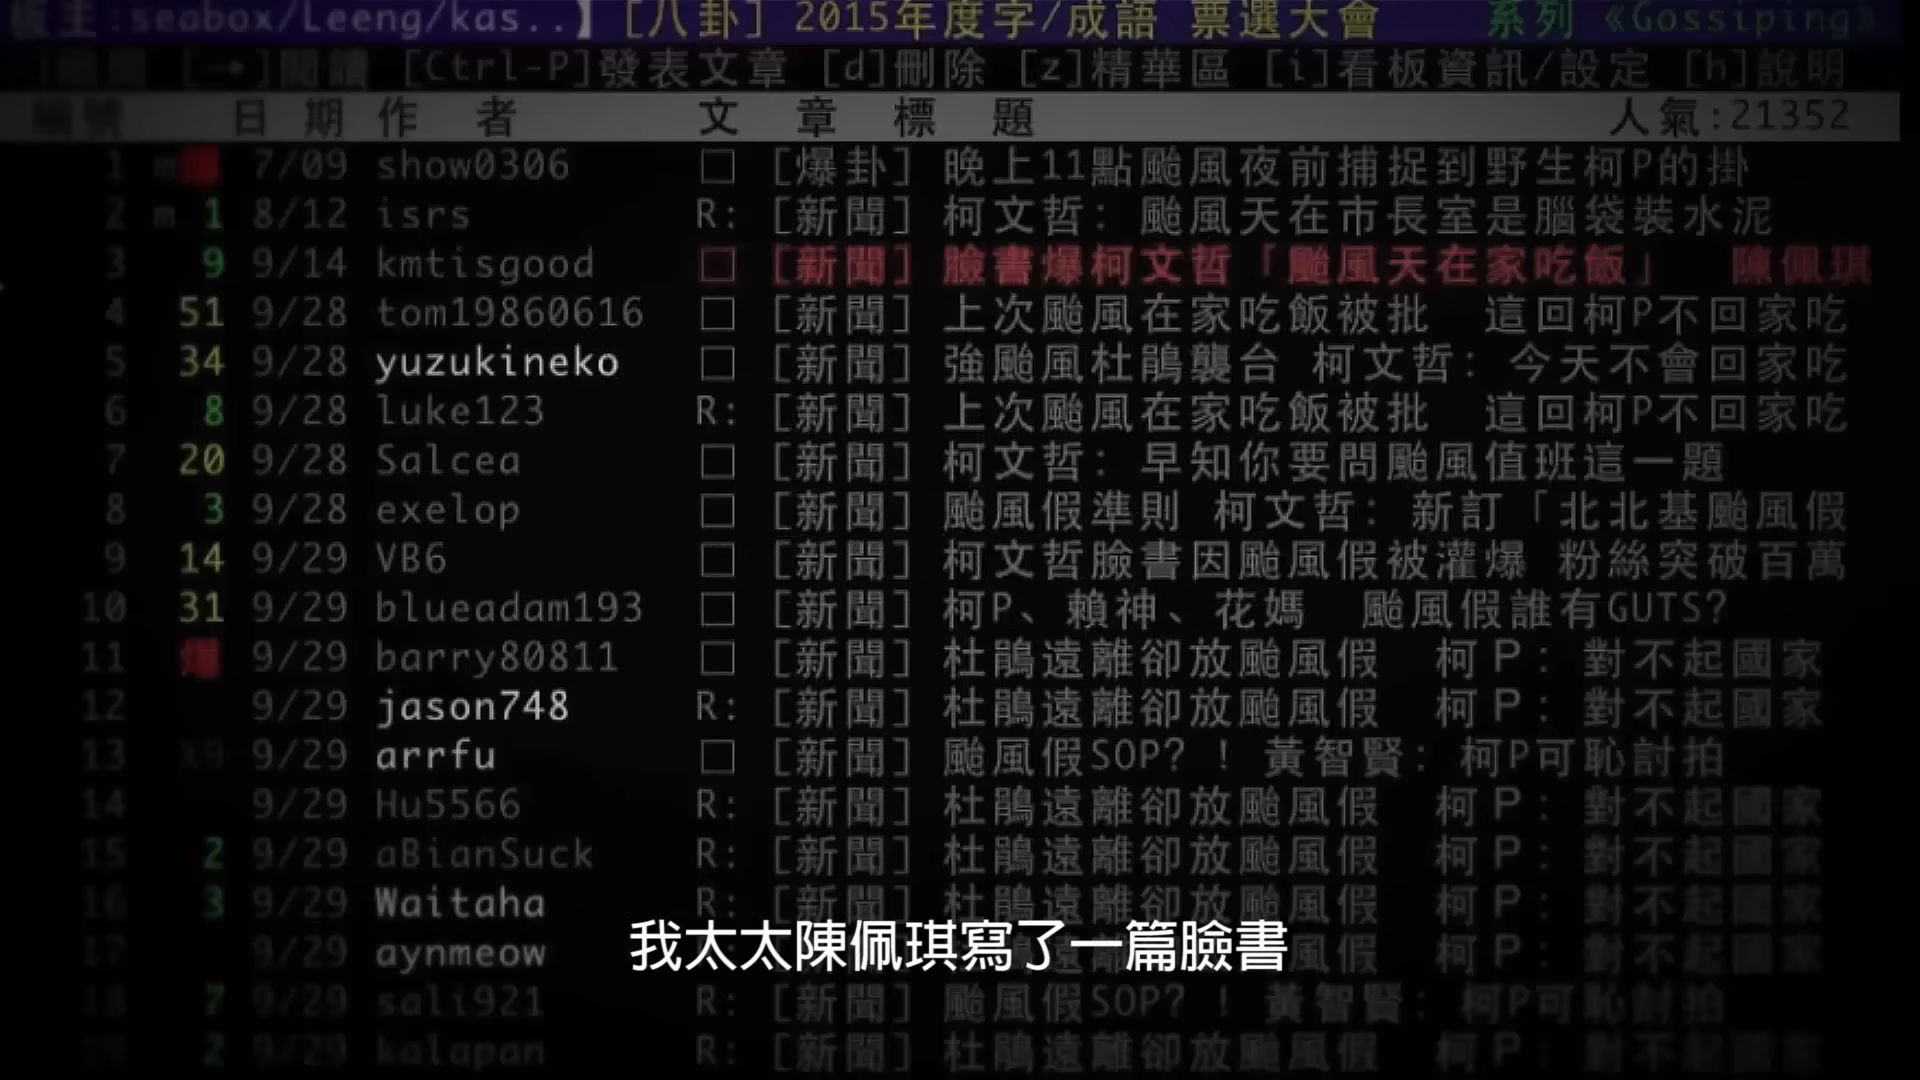 板主:seabox/Leeng/kas..】 [八卦] 2015年度字/成語 票選大會 系列《Gossiping》
[→]閱讀 [Ctrl-P]發表文章 [d]刪除 [z]精華區 [i]看板資訊/設定 [h]說明
編號 日 期 作 者 文 章 標 題 人氣:21352
1 m爆 7/09 show0306 □ [爆卦] 晚上11點颱風夜前捕捉到野生柯P的掛
2 m 1 8/12 isrs R: [新聞] 柯文哲: 颱風天在市長室是腦袋裝水泥
3 9 9/14 kmtisgood □ [新聞] 臉書爆柯文哲「颱風天在家吃飯」 陳佩琪
4 51 9/28 tom19860616 □ [新聞] 上次颱風在家吃飯被批 這回柯P不回家吃
5 34 9/28 yuzukineko □ [新聞] 強颱風杜鵑襲台 柯文哲: 今天不會回家吃
6 8 9/28 luke123 R: [新聞] 上次颱風在家吃飯被批 這回柯P不回家吃
7 20 9/28 Salcea □ [新聞] 柯文哲: 早知你要問颱風值班這一題
8 3 9/28 exelop □ [新聞] 颱風假準則 柯文哲: 新訂「北北基颱風假
9 14 9/29 VB6 □ [新聞] 柯文哲臉書因颱風假被灌爆 粉絲突破百萬
10 31 9/29 blueadam193 □ [新聞] 柯P、賴神、花媽 颱風假誰有GUTS?
11 爆 9/29 barry80811 □ [新聞] 杜鵑遠離卻放颱風假 柯P: 對不起國家
12 9/29 jason748 R: [新聞] 杜鵑遠離卻放颱風假 柯P: 對不起國家
13 X9 9/29 arrfu □ [新聞] 颱風假SOP?! 黃智賢: 柯P可恥討拍
14 9/29 Hu5566 R: [新聞] 杜鵑遠離卻放颱風假 柯P: 對不起國家
15 2 9/29 aBianSuck R: [新聞] 杜鵑遠離卻放颱風假 柯P: 對不起國家
16 3 9/29 Waitaha R: [新聞] 杜鵑遠離卻放颱風假 柯P: 對不起國家
17 9/29 aynmeow R: [新聞] 杜鵑遠離卻放颱風假 柯P: 對不起國家
我太太陳佩琪寫了一篇臉書
18 7 9/29 sali921 R: [新聞] 颱風假SOP?! 黃智賢: 柯P可恥討拍
19 2 9/29 kalapan R: [新聞] 杜鵑遠離卻放颱風假 柯P: 對不起國家